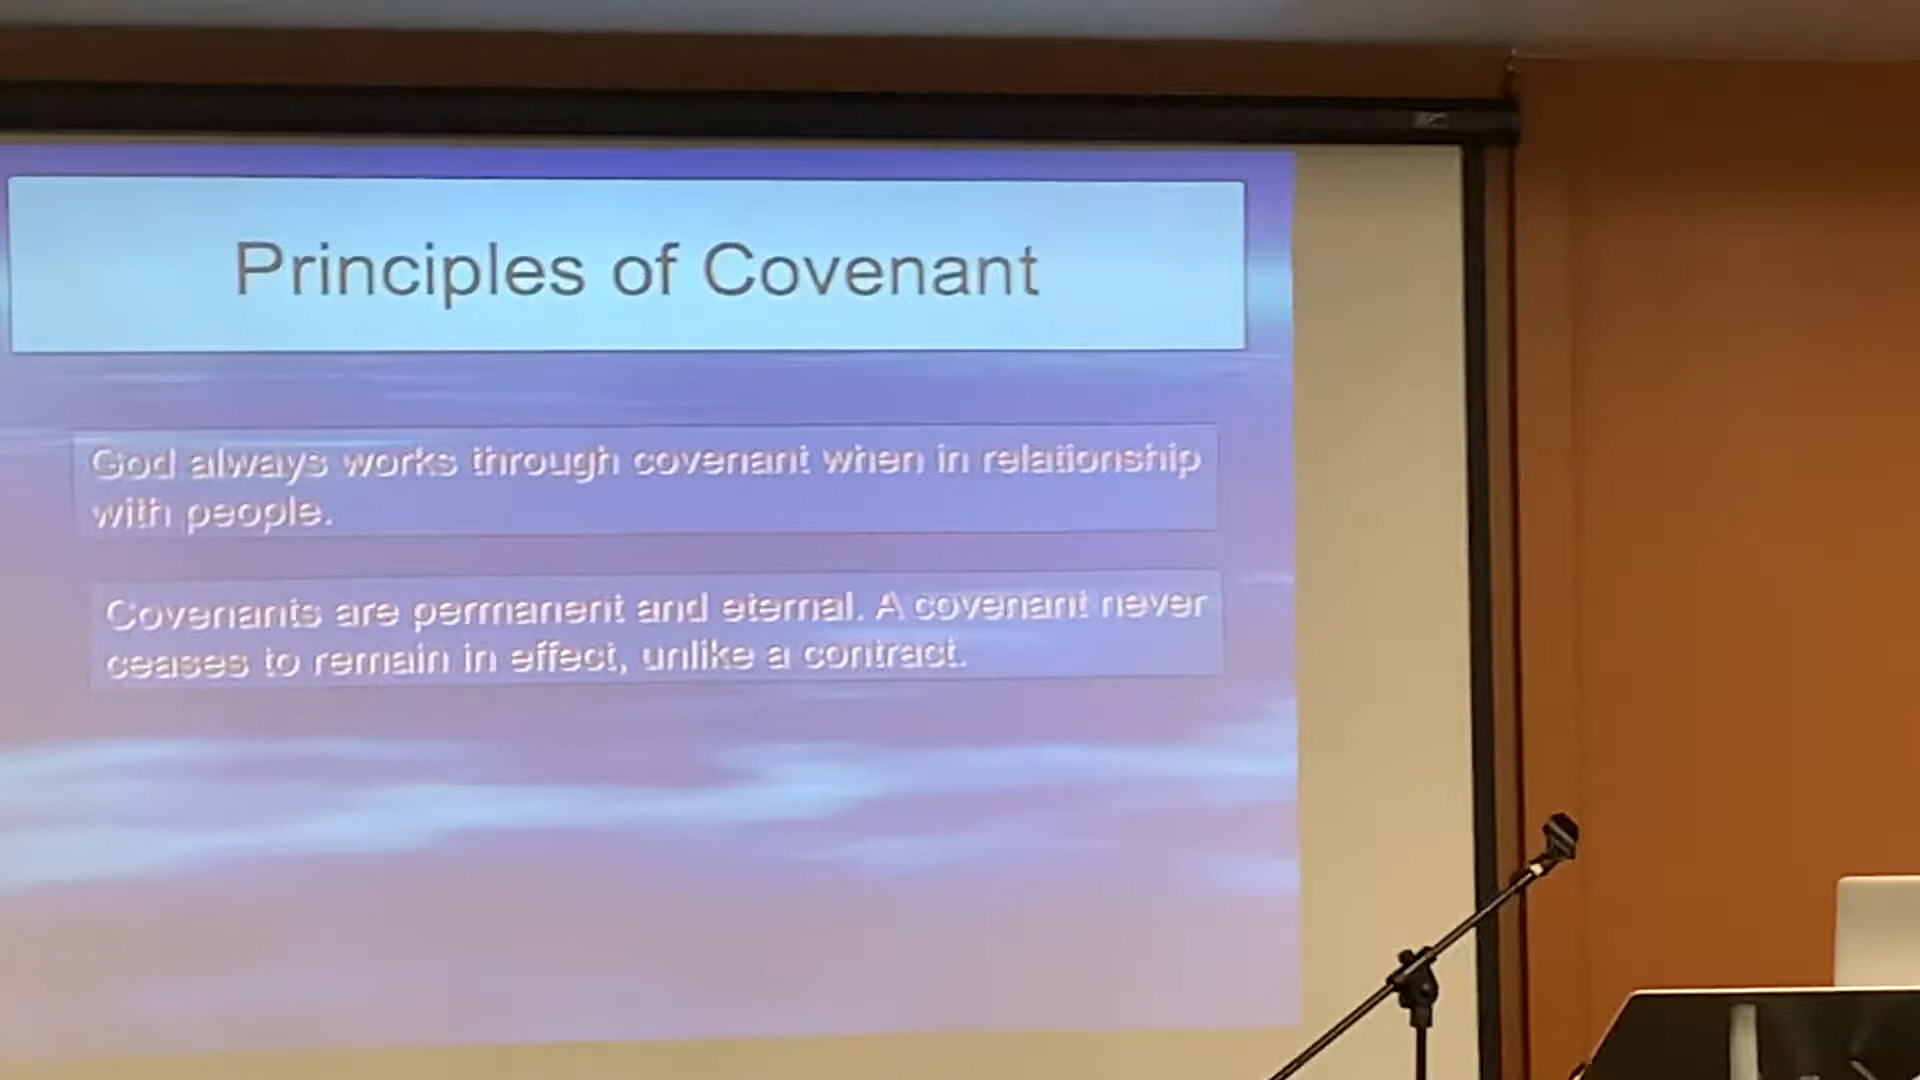 Principles of Covenant
God always works through covenant when in relationship
with people.
Covenants are permanent and eternal. A covenant never
ceases to remain in effect, unlike a contract.